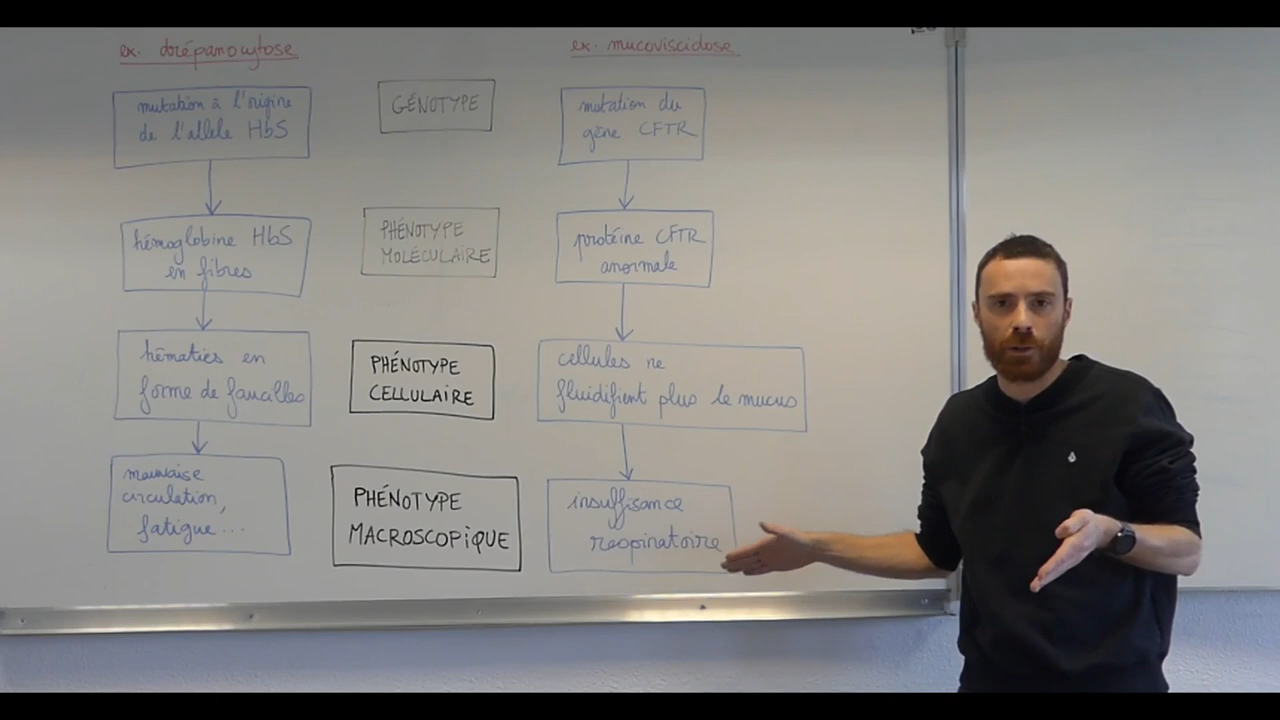 ex. drépanocytose
mutation à l'origine
de l'allèle HbS
hémoglobine HbS
en fibres
hématies en
forme de faucilles
mauvaise
circulation,
fatigue...
GÉNOTYPE
PHÉNOTYPE
MOLÉCULAIRE
PHÉNOTYPE
CELLULAIRE
PHÉNOTYPE
MACROSCOPIQUE
ex. mucoviscidose
mutation du
gène CFTR
protéine CFTR
anormale
cellules ne
fluidifient plus le mucus
insuffisance
respiratoire